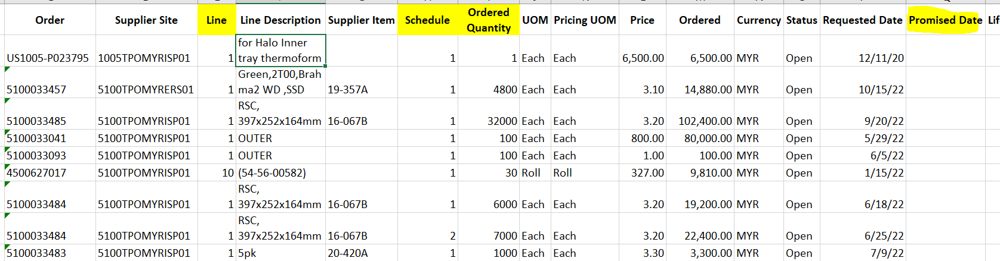 Order Supplier Site Line Line Description Supplier Item Schedule Ordered Quantity UOM Pricing UOM Price Ordered Currency Status Requested Date Promised Date
US1005-P023795 1005TPOMYRISP01 1 for Halo Inner tray thermoform 1 1 Each Each 6,500.00 6,500.00 MYR Open 12/11/20
5100033457 5100TPOMYRERS01 1 Green,2T00,Brahma2 WD ,SSD 19-357A 1 4800 Each Each 3.10 14,880.00 MYR Open 10/15/22
5100033485 5100TPOMYRISP01 1 RSC, 397x252x164mm 16-067B 1 32000 Each Each 3.20 102,400.00 MYR Open 9/20/22
5100033041 5100TPOMYRISP01 1 OUTER 1 100 Each Each 800.00 80,000.00 MYR Open 5/29/22
5100033093 5100TPOMYRISP01 1 OUTER 1 100 Each Each 1.00 100.00 MYR Open 6/5/22
4500627017 5100TPOMYRISP01 10 (54-56-00582) 1 30 Roll Roll 327.00 9,810.00 MYR Open 1/15/22
5100033484 5100TPOMYRISP01 1 RSC, 397x252x164mm 16-067B 1 6000 Each Each 3.20 19,200.00 MYR Open 6/18/22
5100033484 5100TPOMYRISP01 1 RSC, 397x252x164mm 16-067B 2 7000 Each Each 3.20 22,400.00 MYR Open 6/25/22
5100033483 5100TPOMYRISP01 1 5pk 20-420A 1 1000 Each Each 3.30 3,300.00 MYR Open 7/9/22